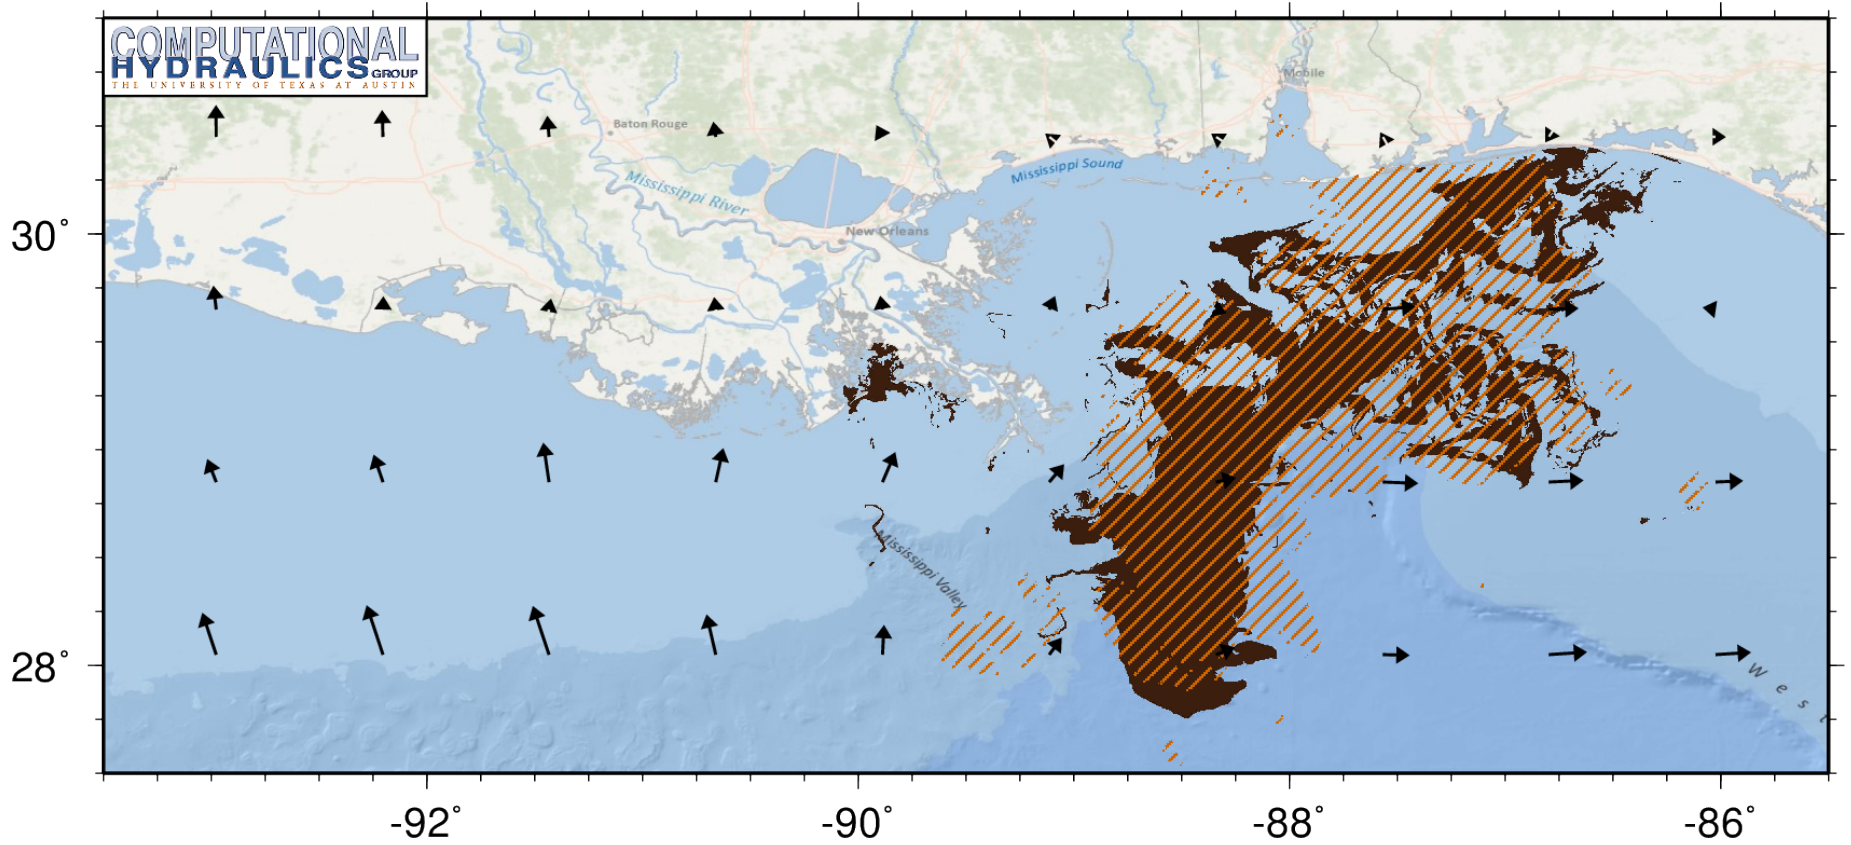 COMPUTATIONAL
HYDRAULICS GROUP
THE UNIVERSITY OF TEXAS AT AUSTIN
Mobile
Baton Rouge
Mississippi Sound
Mississippi River
New Orleans
30°
Mississippi Valley
28°
West
-92°
-90°
-88°
-86°